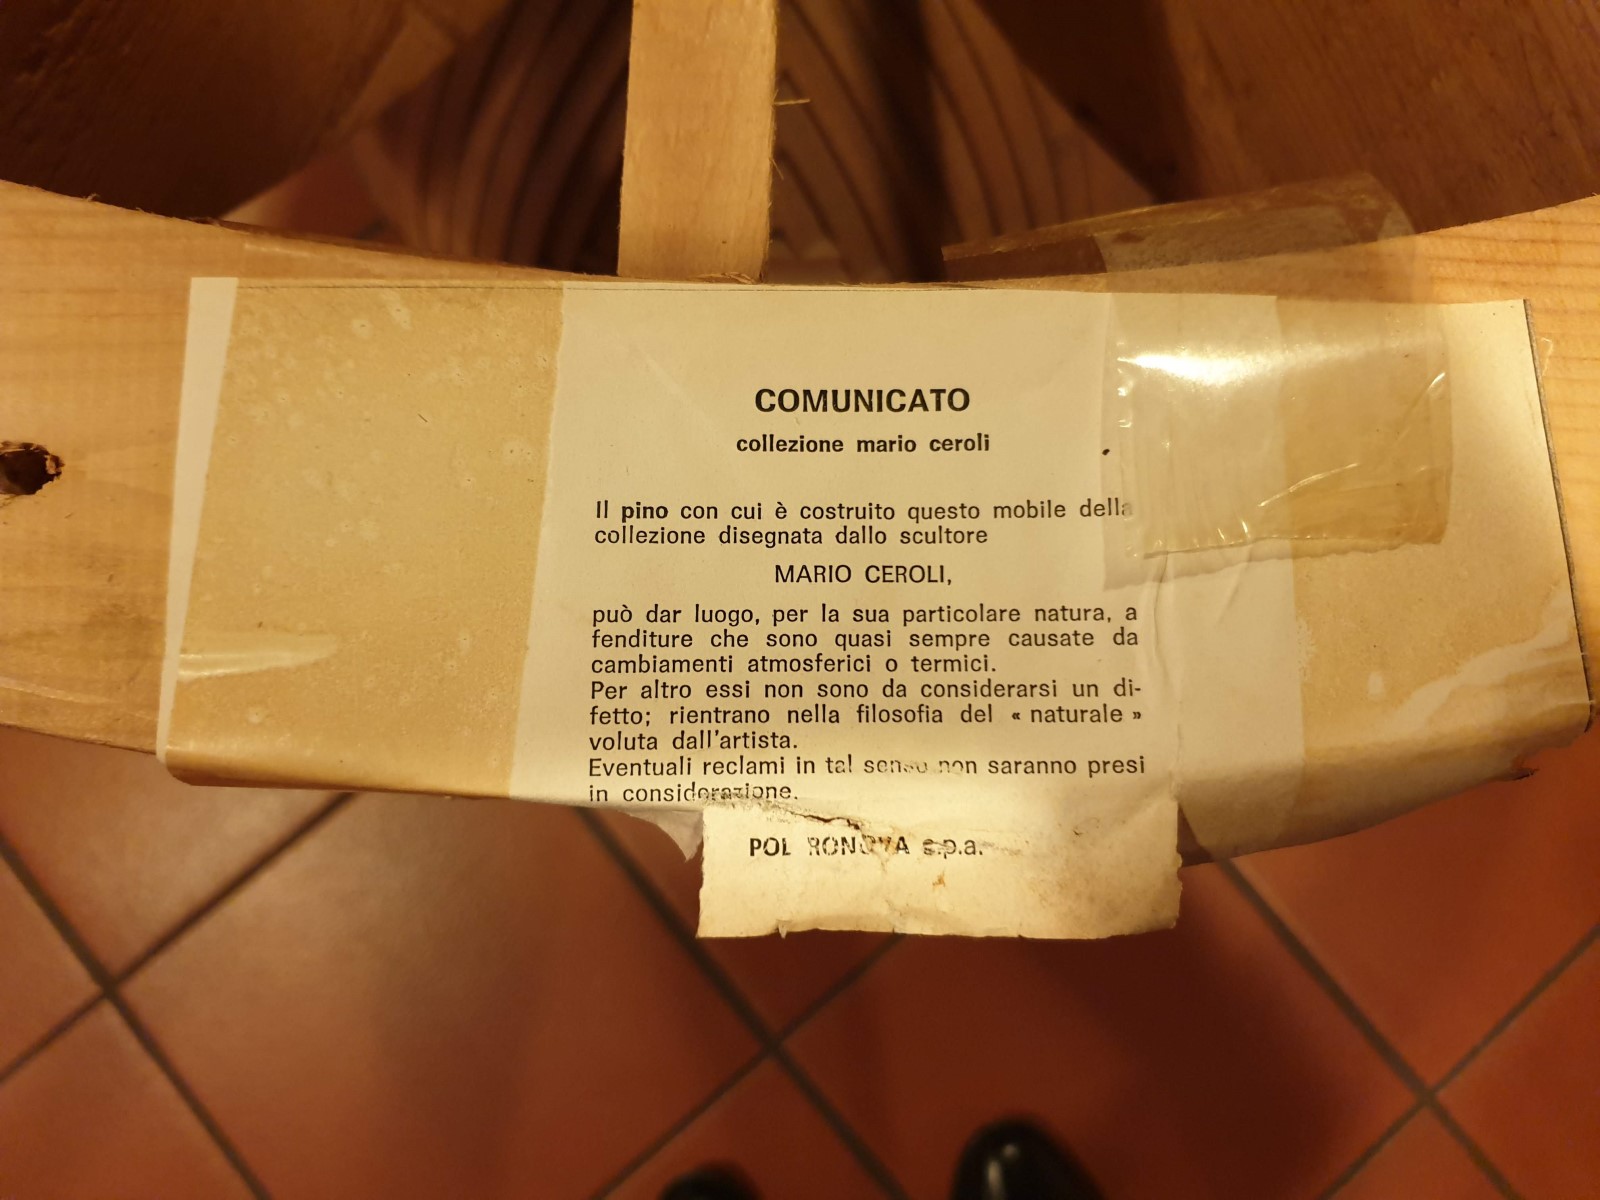 COMUNICATO
collezione mario ceroli
Il pino con cui è costruito questo mobile della
collezione disegnata dallo scultore
MARIO CEROLI,
può dar luogo, per la sua particolare natura, a
fenditure che sono quasi sempre causate da
cambiamenti atmosferici o termici.
Per altro essi non sono da considerarsi un di-
fetto; rientrano nella filosofia del « naturale »
voluta dall'artista.
Eventuali reclami in tal senso non saranno presi
in considerazione.
POL RONOVA s.p.a.